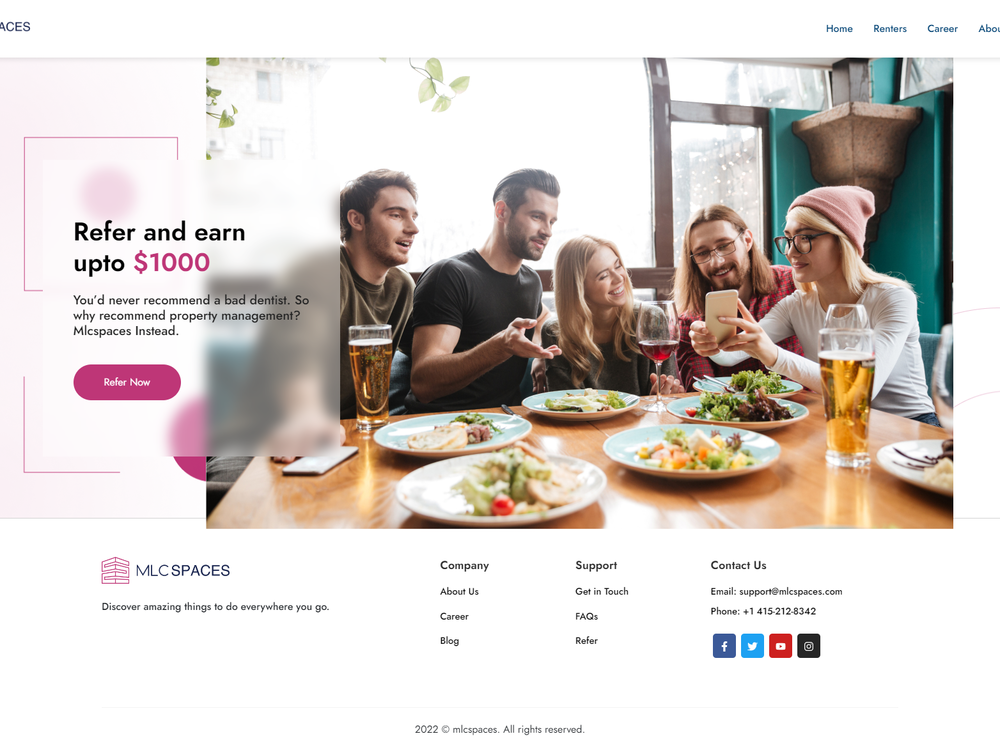 ACES
Home
Renters
Career
Abou
Refer and earn
upto $1000
You'd never recommend a bad dentist. So
why recommend property management?
Mlcspaces Instead.
Refer Now
MLC SPACES
Discover amazing things to do everywhere you go.
Company
About Us
Career
Blog
Support
Get in Touch
FAQs
Refer
Contact Us
Email: support@mlcspaces.com
Phone: +1 415-212-8342
2022 © mlcspaces. All rights reserved.